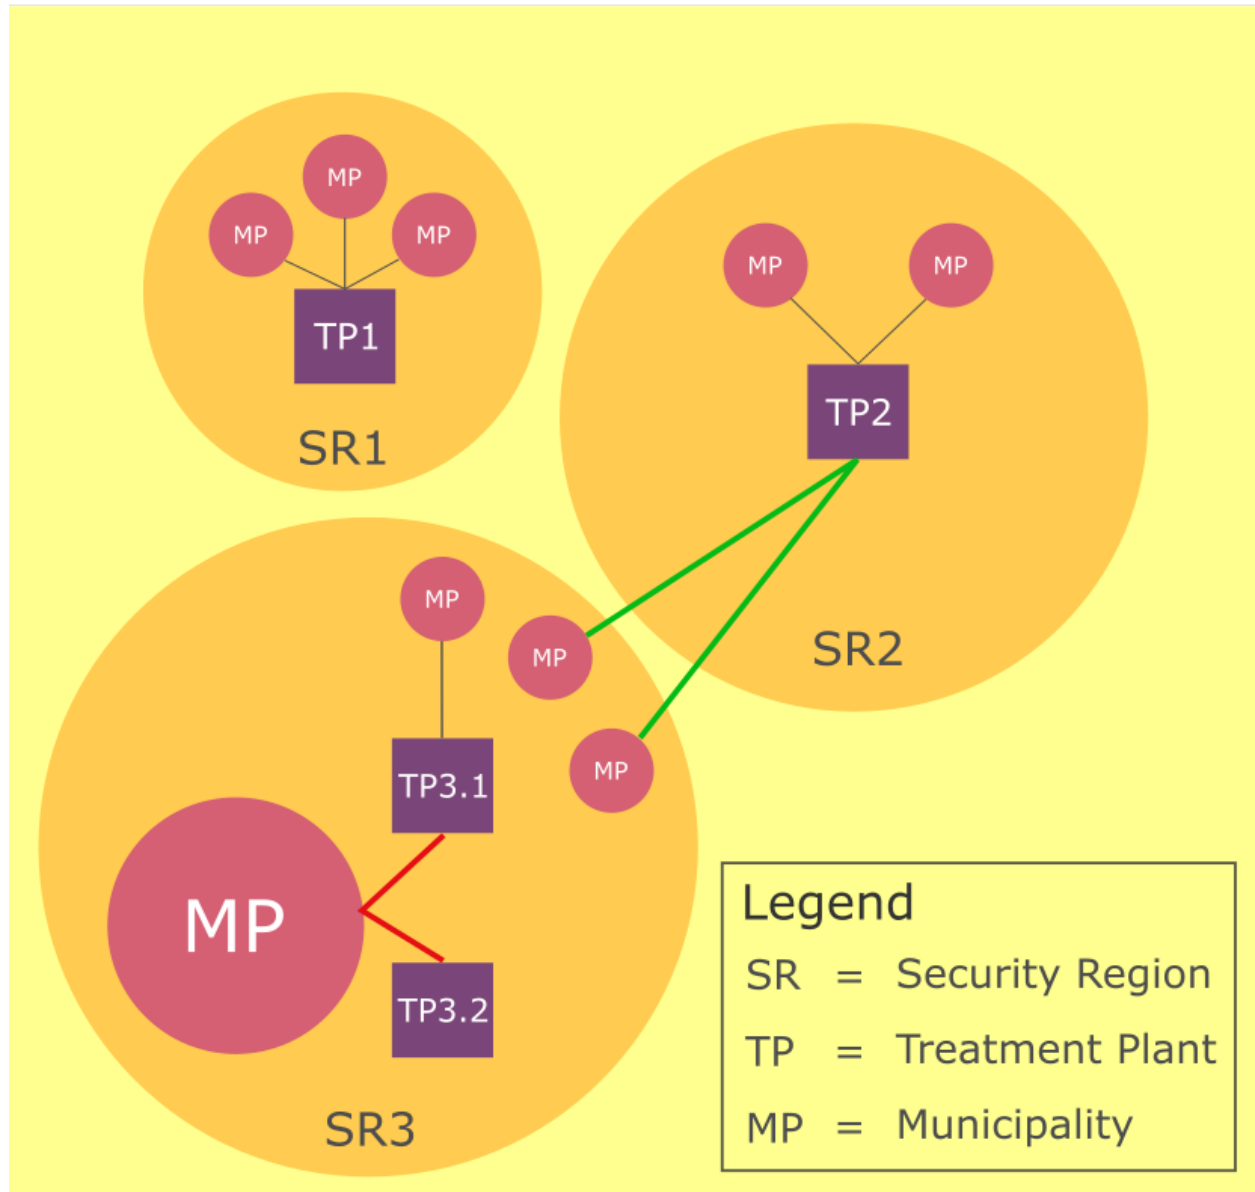 MP
MP
MP
TP1
SR1
MP
MP
TP2
SR2
MP
MP
MP
TP3.1
MP
TP3.2
SR3
Legend
SR = Security Region
TP = Treatment Plant
MP = Municipality